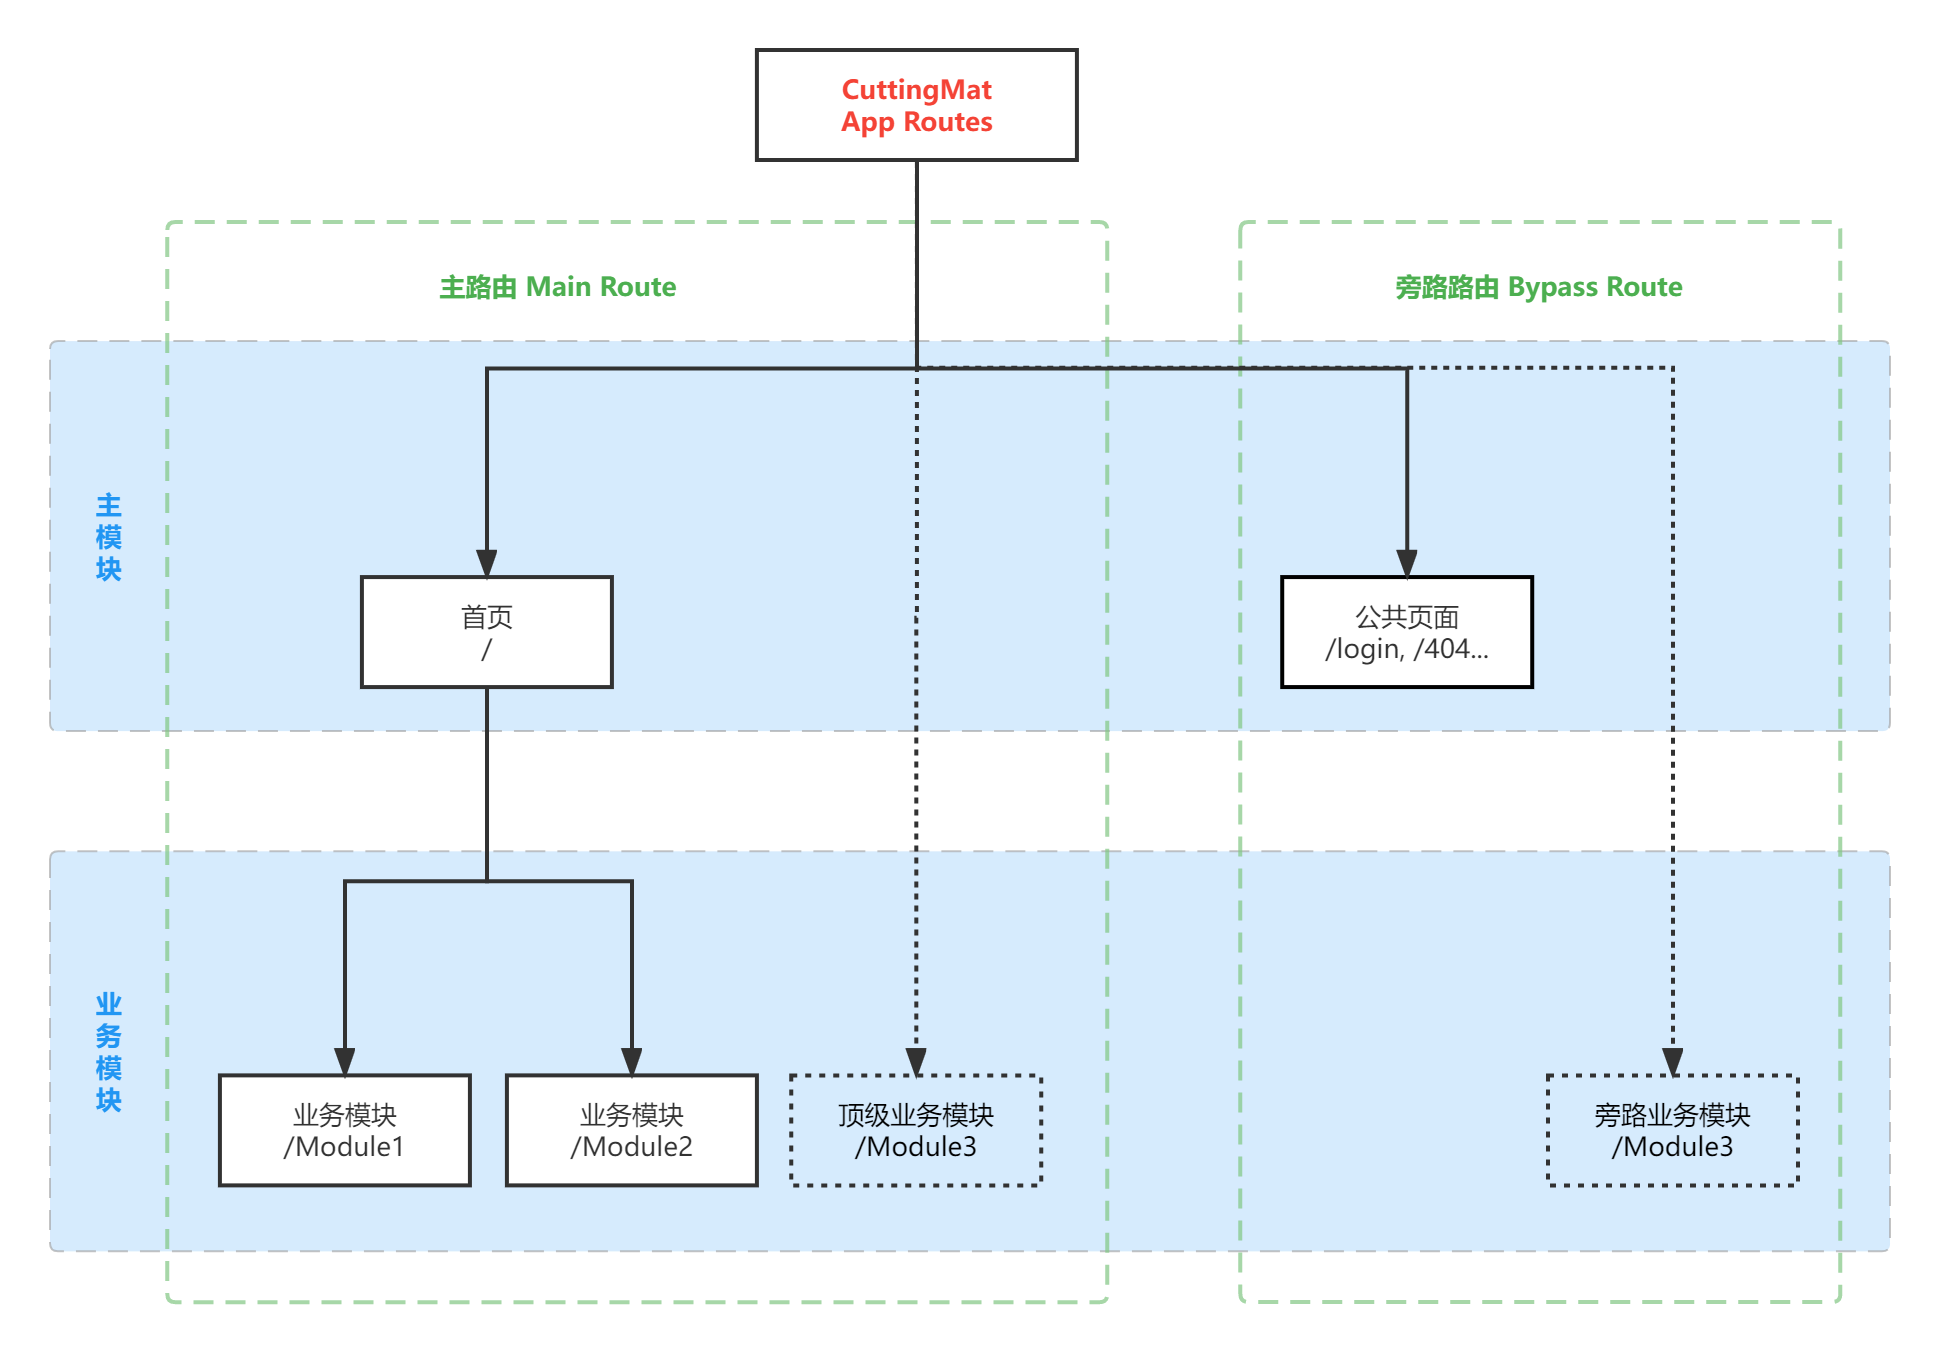 CuttingMat
App Routes
主路由 Main Route
旁路路由 Bypass Route
主
模
块
首页
/
公共页面
/login, /404...
业
务
模
块
业务模块
/Module1
业务模块
/Module2
顶级业务模块
/Module3
旁路业务模块
/Module3